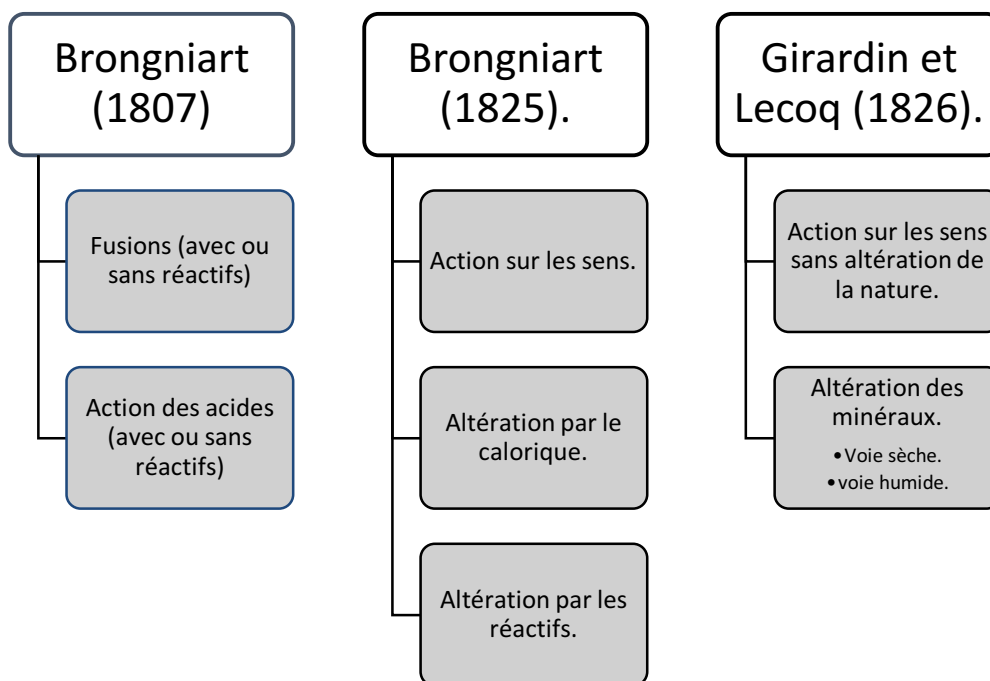 Brongniart
(1807)
Fusions (avec ou
sans réactifs)
Action des acides
(avec ou sans
réactifs)
Brongniart
(1825).
Action sur les sens.
Altération par le
calorique.
Altération par les
réactifs.
Girardin et
Lecoq (1826).
Action sur les sens
sans altération de
la nature.
Altération des
minéraux.
•Voie sèche.
•voie humide.